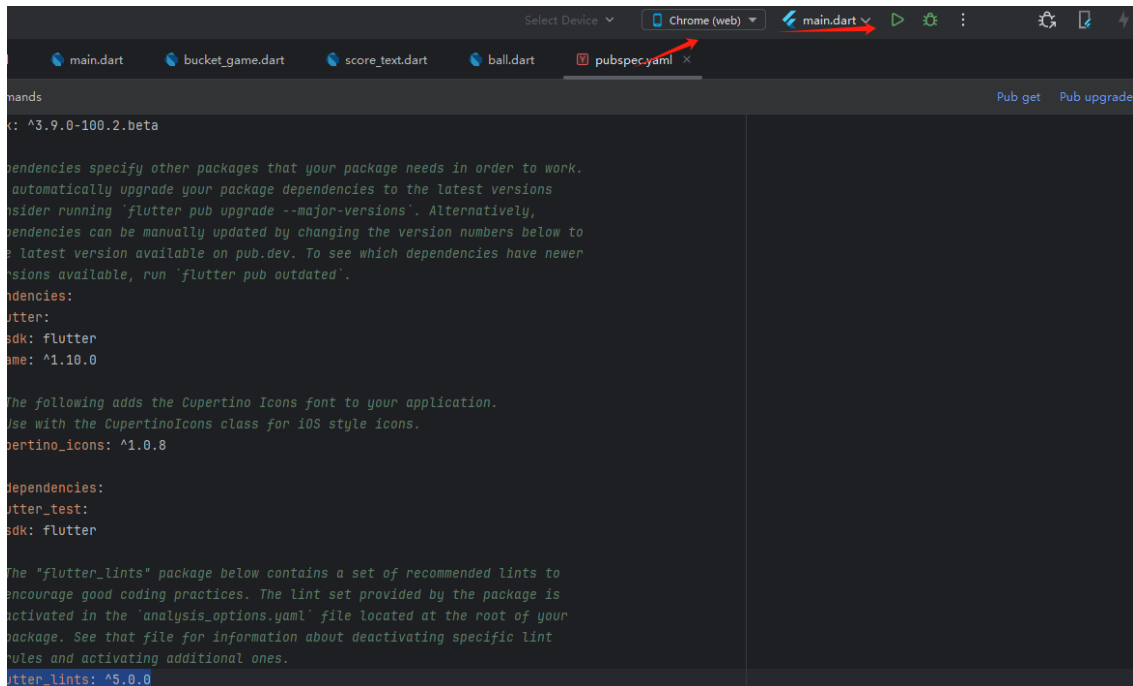 Select Device
Chrome (web)
main.dart
main.dart
bucket_game.dart
score_text.dart
ball.dart
pubspec.yaml
mands
Pub get
Pub upgrade
k: ^3.9.0-100.2.beta
pendencies specify other packages that your package needs in order to work.
automatically upgrade your package dependencies to the latest versions
nsider running `flutter pub upgrade --major-versions`. Alternatively,
pendencies can be manually updated by changing the version numbers below to
e latest version available on pub.dev. To see which dependencies have newer
rsions available, run `flutter pub outdated`.
ndencies:
utter:
sdk: flutter
ame: ^1.10.0
The following adds the Cupertino Icons font to your application.
Use with the CupertinoIcons class for iOS style icons.
pertino_icons: ^1.0.8
dependencies:
utter_test:
sdk: flutter
The "flutter_lints" package below contains a set of recommended lints to
encourage good coding practices. The lint set provided by the package is
activated in the `analysis_options.yaml` file located at the root of your
package. See that file for information about deactivating specific lint
rules and activating additional ones.
utter_lints: ^5.0.0